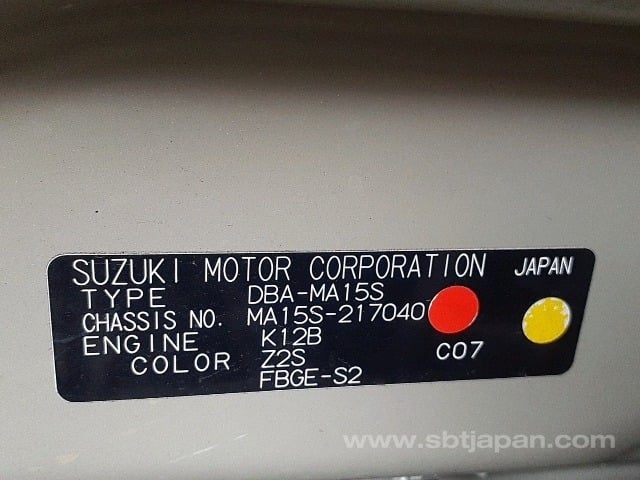 SUZUKI MOTOR CORPORATION JAPAN
TYPE DBA-MA15S
CHASSIS NO. MA15S-217040
ENGINE K12B
COLOR Z2S C07
FBGE-S2
www.sbtjapan.com